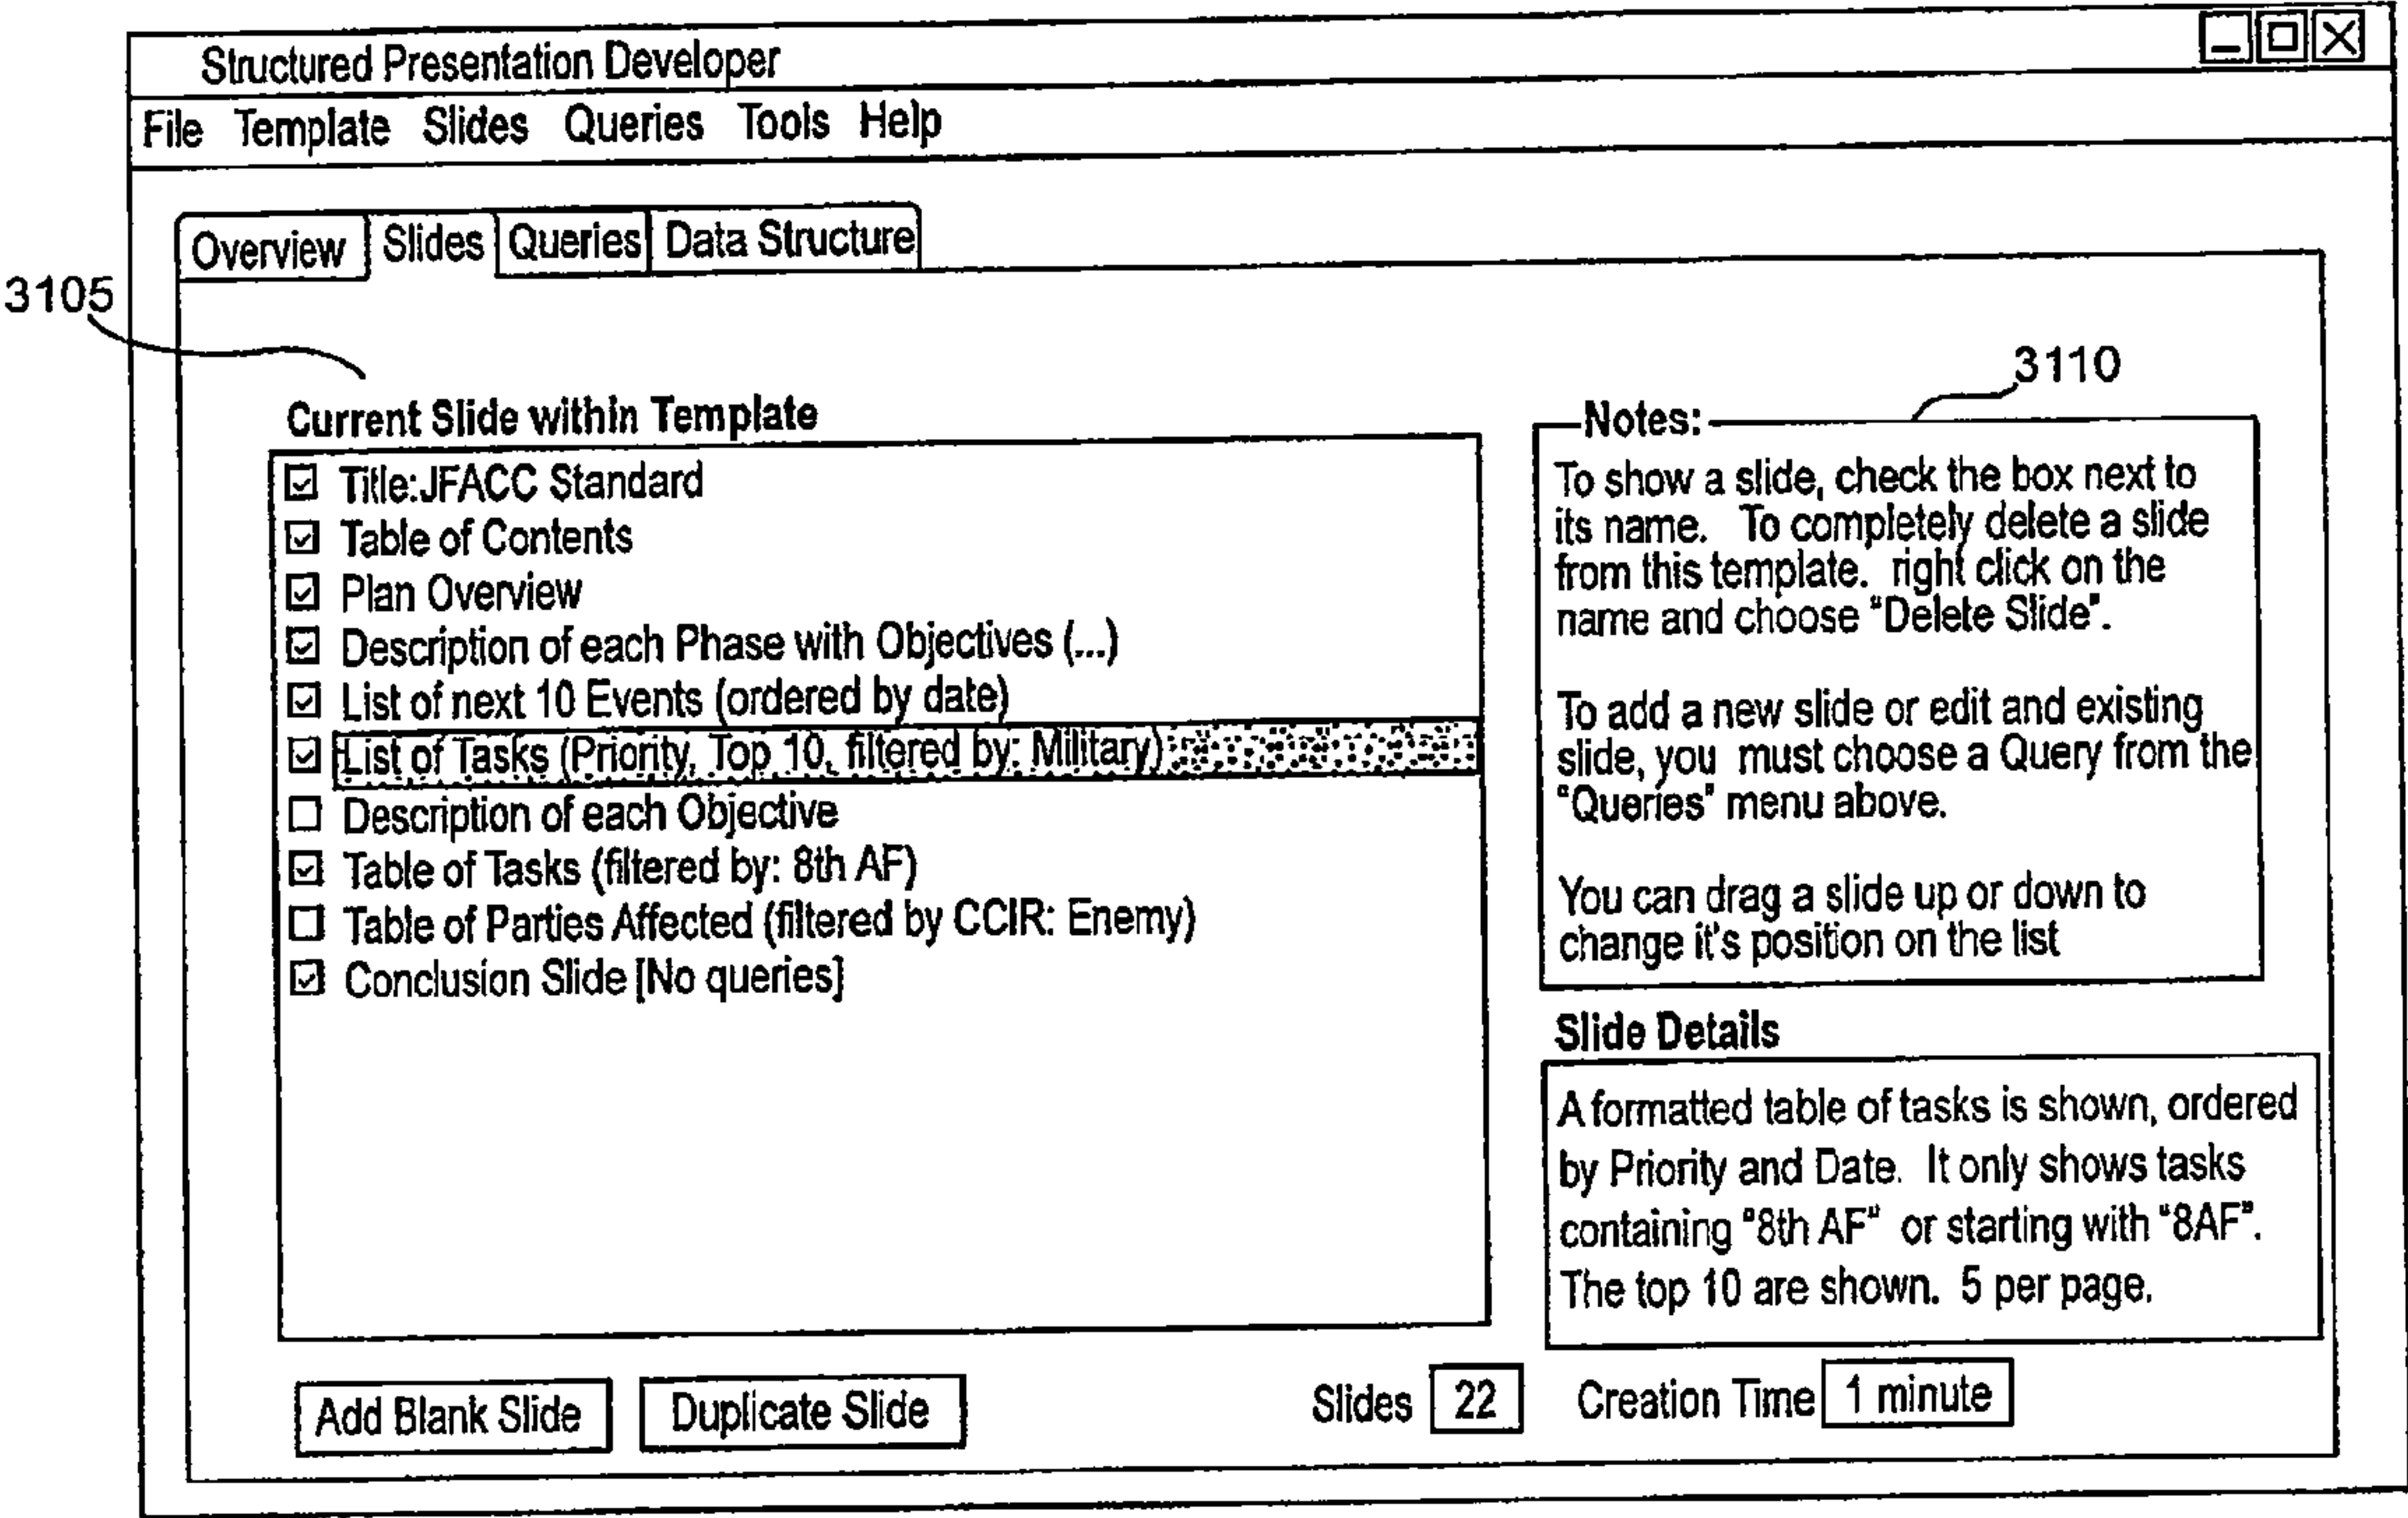 Structured Presentation Developer
File Template Slides Queries Tools Help
Overview Slides Queries Data Structure
3105
3110
Current Slide within Template
Title:JFACC Standard
Table of Contents
Plan Overview
Description of each Phase with Objectives (...)
List of next 10 Events (ordered by date)
List of Tasks (Priority, Top 10, filtered by: Military)
Description of each Objective
Table of Tasks (filtered by: 8th AF)
Table of Parties Affected (filtered by CCIR: Enemy)
Conclusion Slide [No queries]
Notes:
To show a slide, check the box next to
its name. To completely delete a slide
from this template. right click on the
name and choose "Delete Slide".
To add a new slide or edit and existing
slide, you must choose a Query from the
"Queries" menu above.
You can drag a slide up or down to
change it's position on the list
Slide Details
A formatted table of tasks is shown, ordered
by Priority and Date. It only shows tasks
containing "8th AF" or starting with "8AF".
The top 10 are shown. 5 per page.
Add Blank Slide Duplicate Slide Slides 22 Creation Time 1 minute